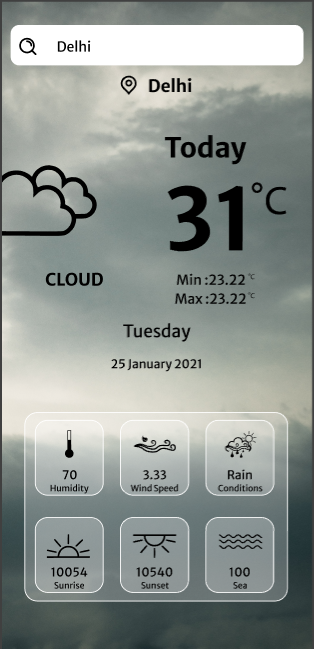 Delhi
Delhi
Today
31°C
CLOUD
Min :23.22 °C
Max :23.22 °C
Tuesday
25 January 2021
70
Humidity
3.33
Wind Speed
Rain
Conditions
10054
Sunrise
10540
Sunset
100
Sea